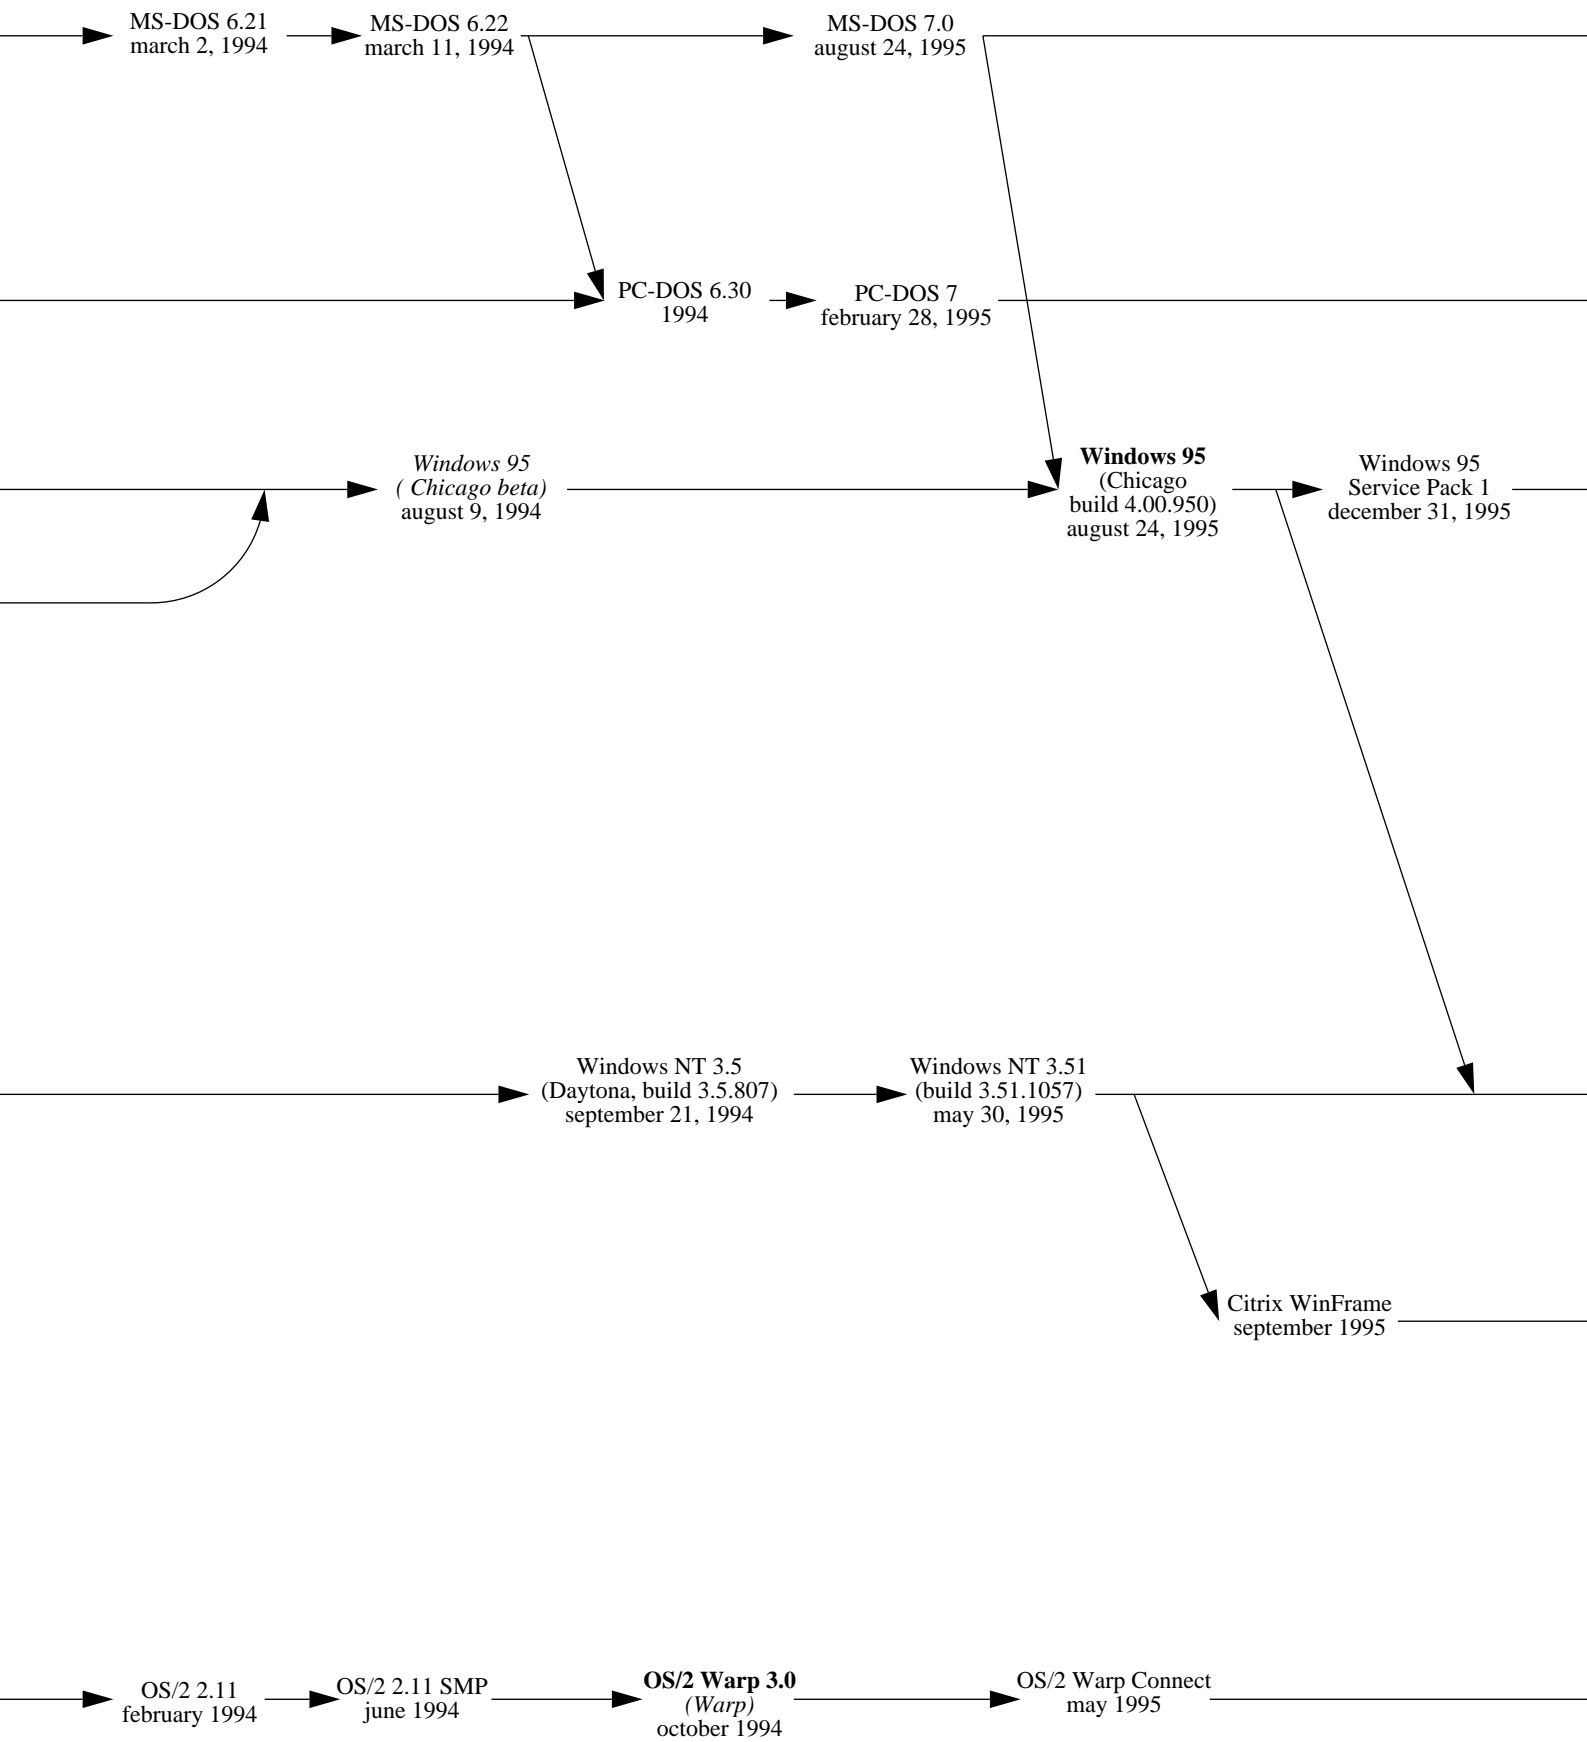 MS-DOS 6.21
march 2, 1994
MS-DOS 6.22
march 11, 1994
MS-DOS 7.0
august 24, 1995
PC-DOS 6.30
1994
PC-DOS 7
february 28, 1995
Windows 95
( Chicago beta)
august 9, 1994
Windows 95
(Chicago
build 4.00.950)
august 24, 1995
Windows 95
Service Pack 1
december 31, 1995
Windows NT 3.5
(Daytona, build 3.5.807)
september 21, 1994
Windows NT 3.51
(build 3.51.1057)
may 30, 1995
Citrix WinFrame
september 1995
OS/2 2.11
february 1994
OS/2 2.11 SMP
june 1994
OS/2 Warp 3.0
(Warp)
october 1994
OS/2 Warp Connect
may 1995